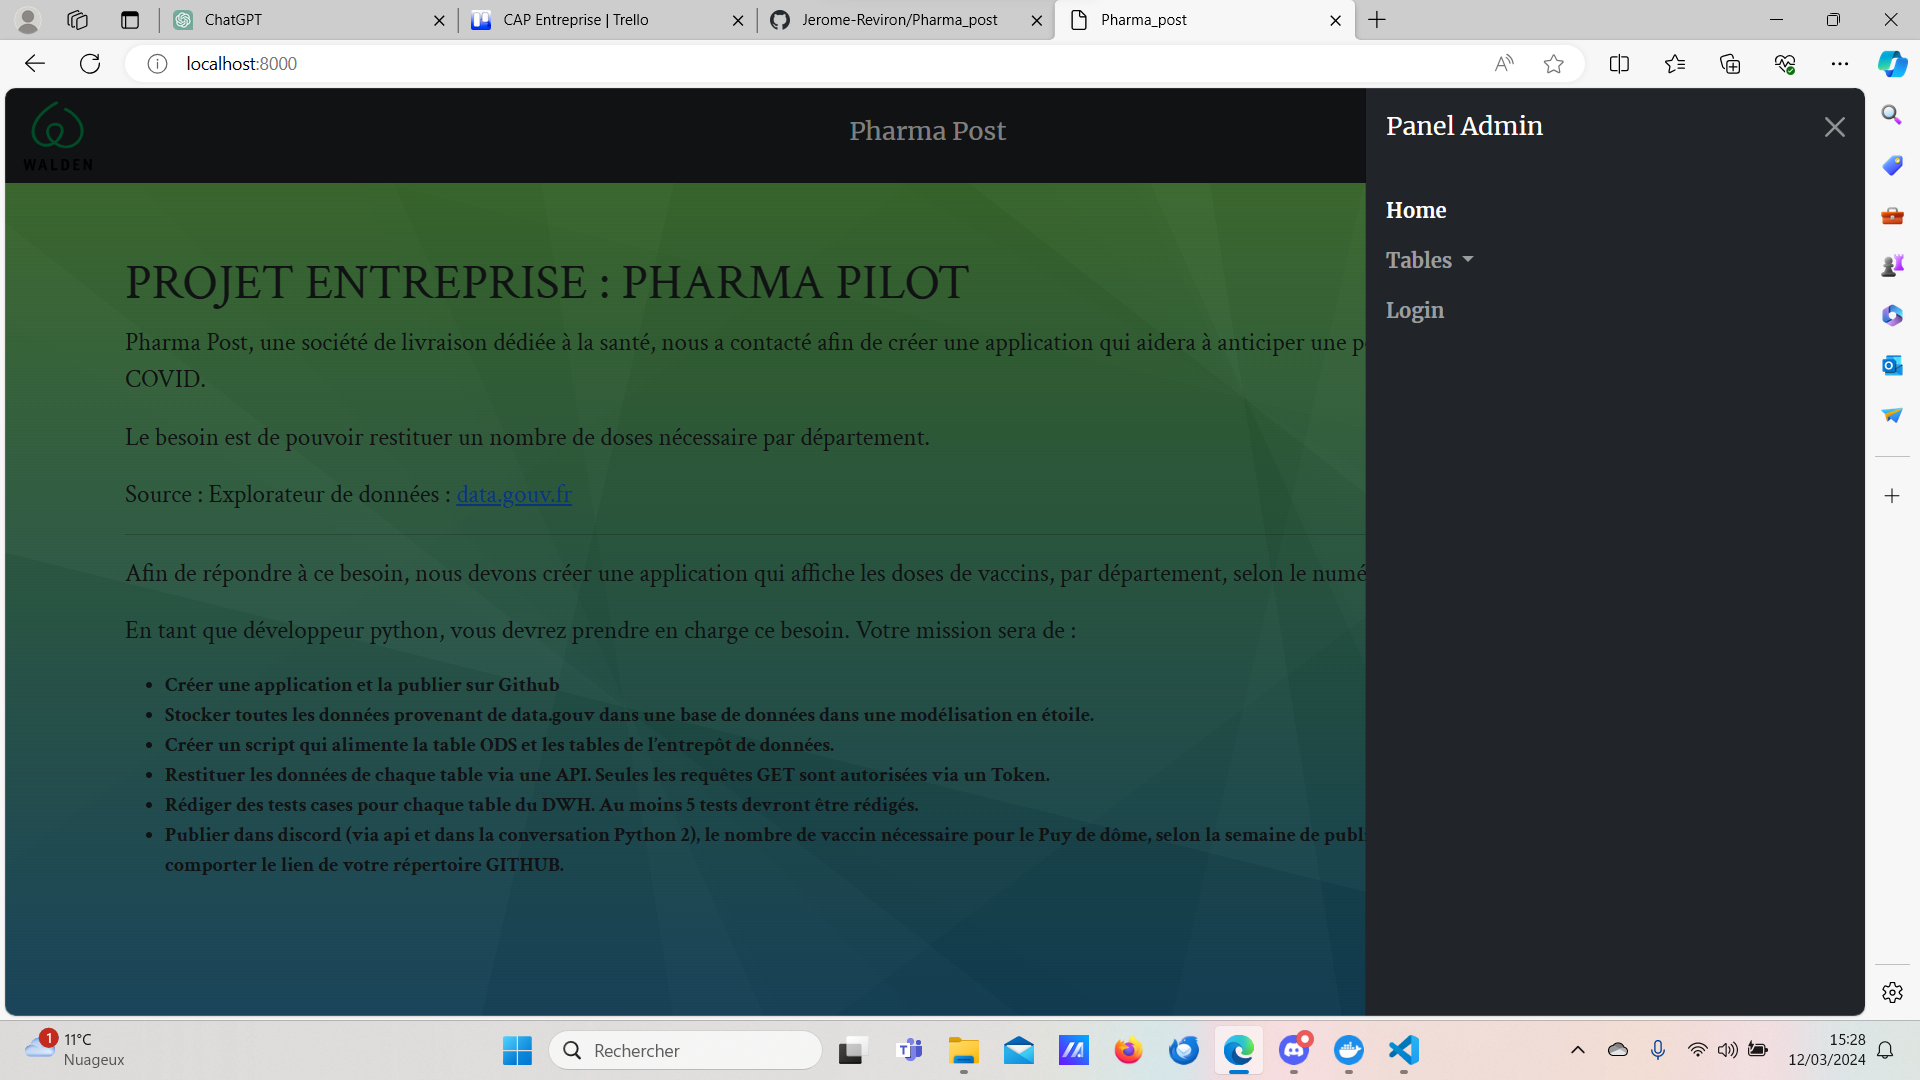 ChatGPT
CAP Entreprise | Trello
Jerome-Reviron/Pharma_post
Pharma_post
localhost:8000
WALDEN
Pharma Post
Panel Admin
Home
Tables
Login
PROJET ENTREPRISE : PHARMA PILOT
Pharma Post, une société de livraison dédiée à la santé, nous a contacté afin de créer une application qui aidera à anticiper une p
COVID.
Le besoin est de pouvoir restituer un nombre de doses nécessaire par département.
Source : Explorateur de données : data.gouv.fr
Afin de répondre à ce besoin, nous devons créer une application qui affiche les doses de vaccins, par département, selon le numé
En tant que développeur python, vous devrez prendre en charge ce besoin. Votre mission sera de :
• Créer une application et la publier sur Github
• Stocker toutes les données provenant de data.gouv dans une base de données dans une modélisation en étoile.
• Créer un script qui alimente la table ODS et les tables de l'entrepôt de données.
• Restituer les données de chaque table via une API. Seules les requêtes GET sont autorisées via un Token.
• Rédiger des tests cases pour chaque table du DWH. Au moins 5 tests devront être rédigés.
• Publier dans discord (via api et dans la conversation Python 2), le nombre de vaccin nécessaire pour le Puy de dôme, selon la semaine de publi
comporter le lien de votre répertoire GITHUB.
1
11°C
Nuageux
Rechercher
15:28
12/03/2024